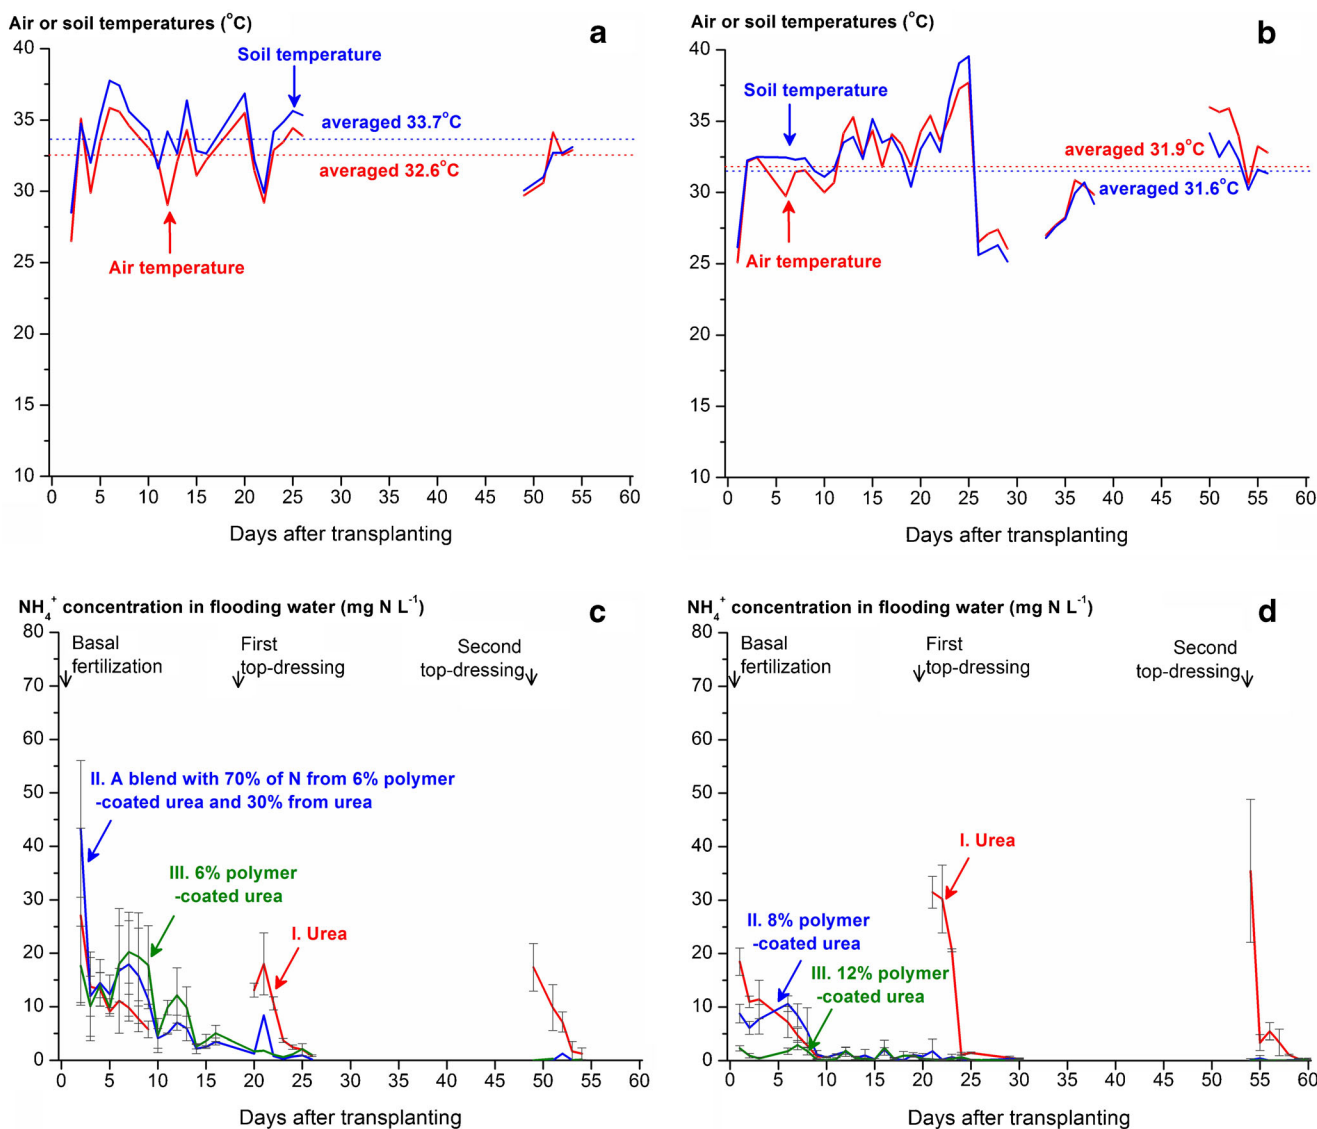 Air or soil temperatures (°C)
a
40
35
30
25
20
15
10
Soil temperature
averaged 33.7°C
averaged 32.6°C
Air temperature
0 5 10 15 20 25 30 35 40 45 50 55 60
Days after transplanting
Air or soil temperatures (°C)
b
40
35
30
25
20
15
10
Soil temperature
averaged 31.9°C
averaged 31.6°C
Air temperature
0 5 10 15 20 25 30 35 40 45 50 55 60
Days after transplanting
NH₄⁺ concentration in flooding water (mg N L⁻¹)
c
80
70
60
50
40
30
20
10
0
Basal
fertilization
First
top-dressing
Second
top-dressing
II. A blend with 70% of N from 6% polymer
-coated urea and 30% from urea
III. 6% polymer
-coated urea
I. Urea
0 5 10 15 20 25 30 35 40 45 50 55 60
Days after transplanting
NH₄⁺ concentration in flooding water (mg N L⁻¹)
d
80
70
60
50
40
30
20
10
0
Basal
fertilization
First
top-dressing
Second
top-dressing
I. Urea
II. 8% polymer
-coated urea
III. 12% polymer
-coated urea
0 5 10 15 20 25 30 35 40 45 50 55 60
Days after transplanting